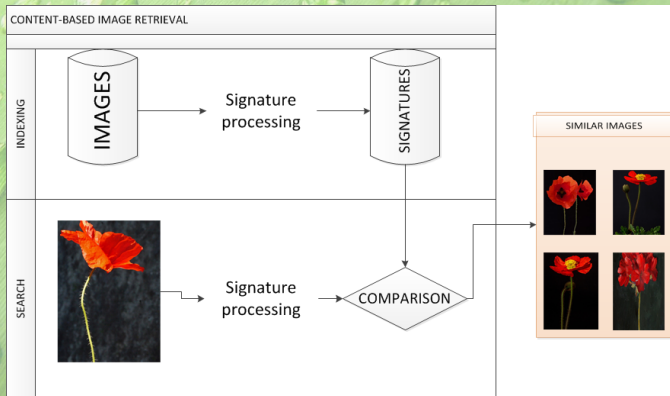 CONTENT-BASED IMAGE RETRIEVAL
INDEXING
IMAGES
Signature
processing
SIGNATURES
SIMILAR IMAGES
SEARCH
Signature
processing
COMPARISON